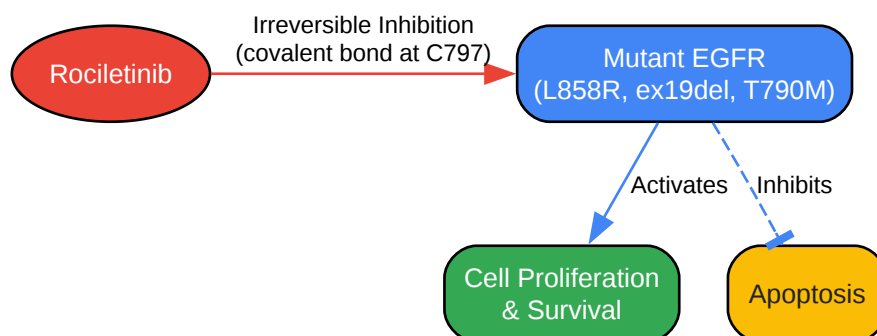 Irreversible Inhibition
(covalent bond at C797)
Rociletinib
Mutant EGFR
(L858R, ex19del, T790M)
Activates
Inhibits
Cell Proliferation
& Survival
Apoptosis